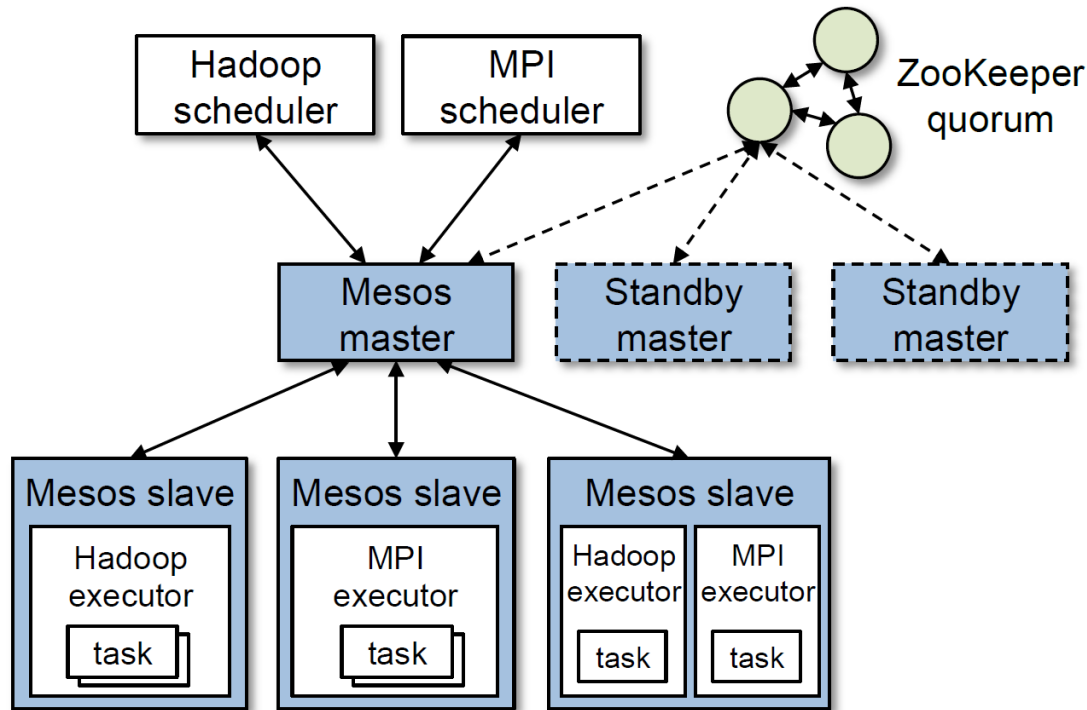 Hadoop
scheduler
MPI
scheduler
ZooKeeper
quorum
Mesos
master
Standby
master
Standby
master
Mesos slave
Hadoop
executor
task
Mesos slave
MPI
executor
task
Mesos slave
Hadoop
executor
task
MPI
executor
task